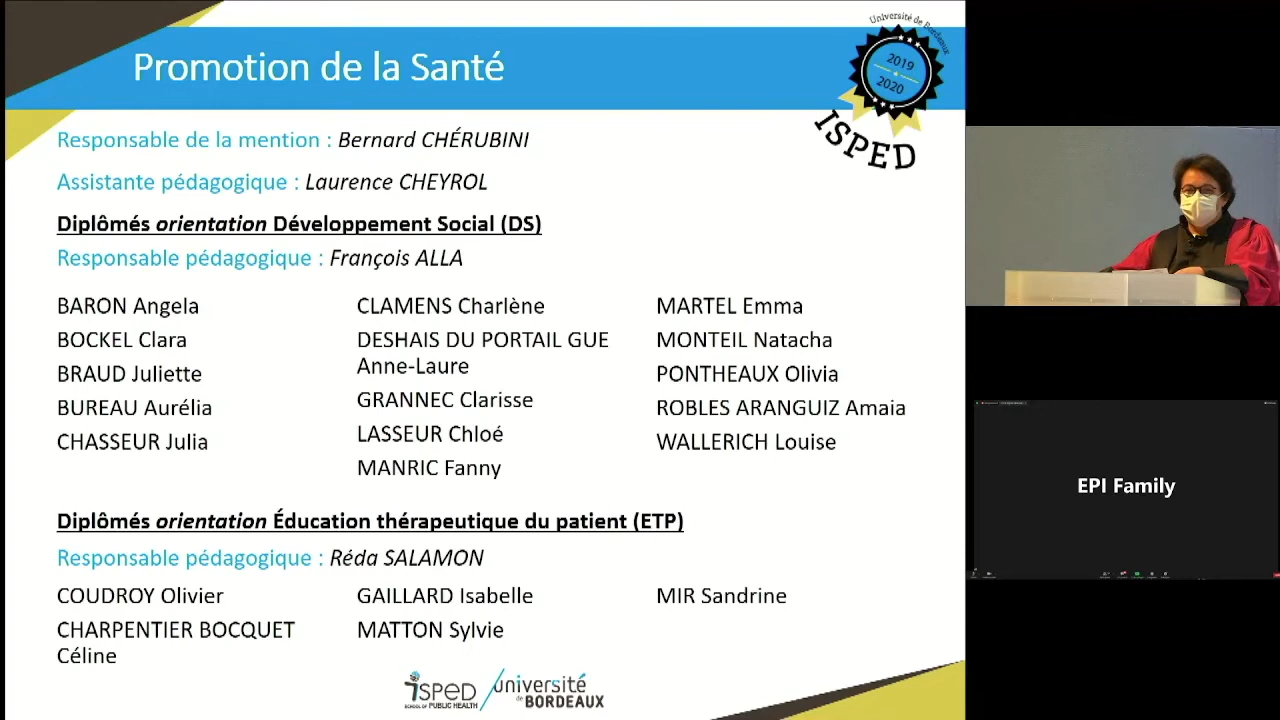 Promotion de la Santé
Université de Bordeaux
2019
2020
ISPED
Responsable de la mention : Bernard CHÉRUBINI
Assistante pédagogique : Laurence CHEYROL
Diplômés orientation Développement Social (DS)
Responsable pédagogique : François ALLA
BARON Angela
BOCKEL Clara
BRAUD Juliette
BUREAU Aurélia
CHASSEUR Julia
CLAMENS Charlène
DESHAIS DU PORTAIL GUE
Anne-Laure
GRANNEC Clarisse
LASSEUR Chloé
MANRIC Fanny
MARTEL Emma
MONTEIL Natacha
PONTHEAUX Olivia
ROBLES ARANGUIZ Amaia
WALLERICH Louise
Diplômés orientation Éducation thérapeutique du patient (ETP)
Responsable pédagogique : Réda SALAMON
COUDROY Olivier
CHARPENTIER BOCQUET
Céline
GAILLARD Isabelle
MATTON Sylvie
MIR Sandrine
isped
SCHOOL OF PUBLIC HEALTH
université
de BORDEAUX
EPI Family